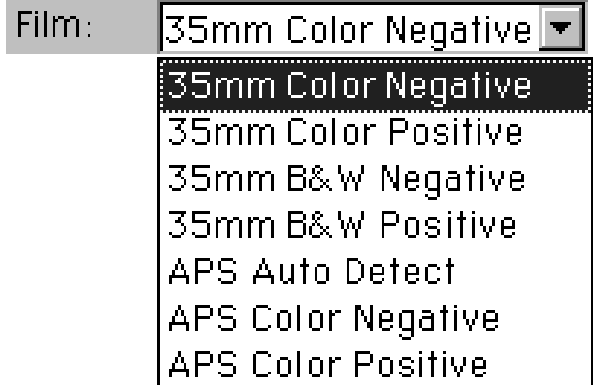 Film: 35mm Color Negative
35mm Color Negative
35mm Color Positive
35mm B&W Negative
35mm B&W Positive
APS Auto Detect
APS Color Negative
APS Color Positive